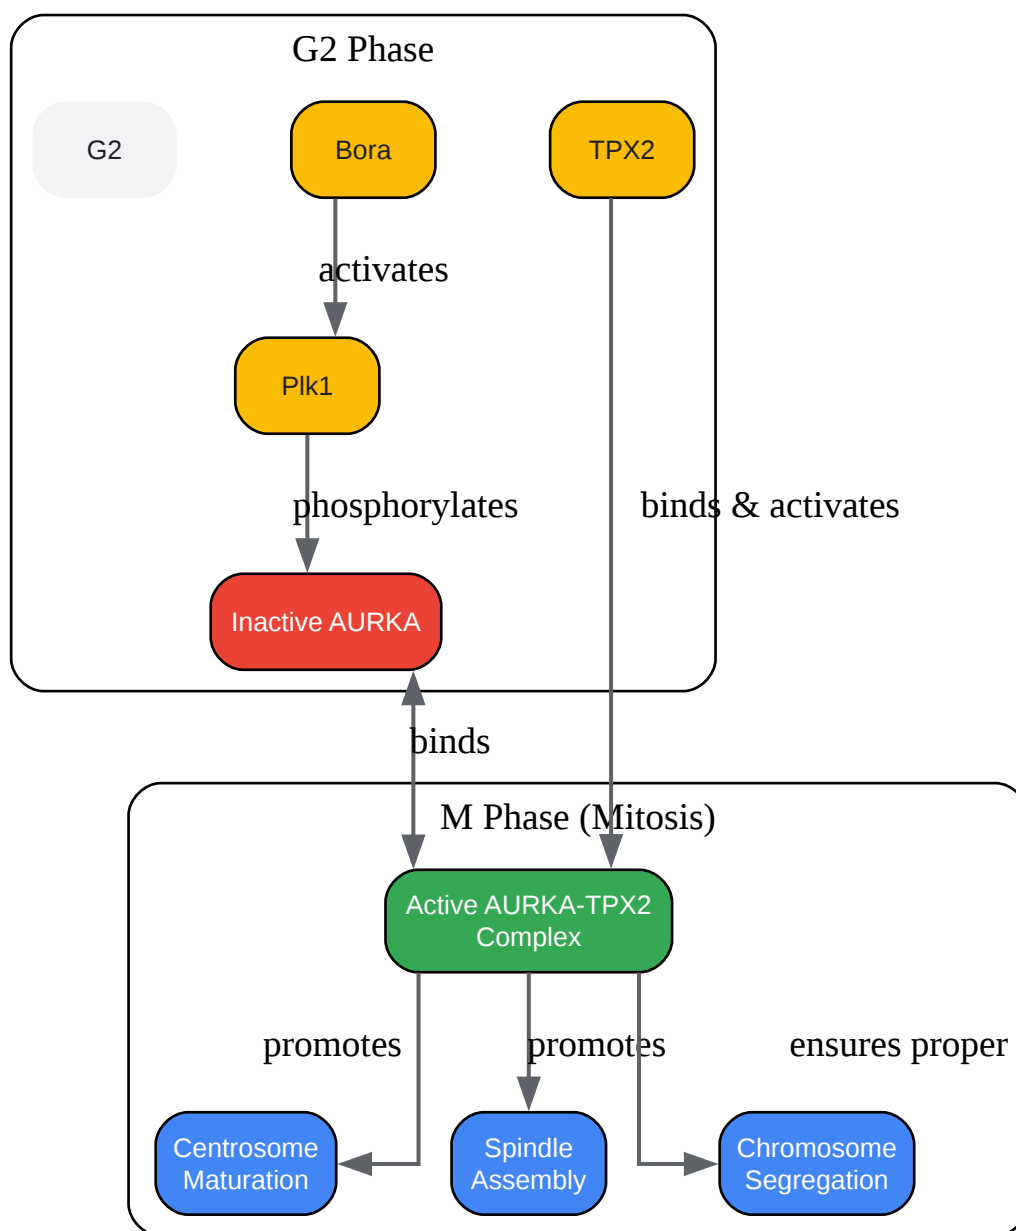 G2 Phase
G2
Bora
TPX2
activates
Plk1
phosphorylates
binds & activates
Inactive AURKA
binds
M Phase (Mitosis)
Active AURKA-TPX2
Complex
promotes
promotes
ensures proper
Centrosome
Maturation
Spindle
Assembly
Chromosome
Segregation